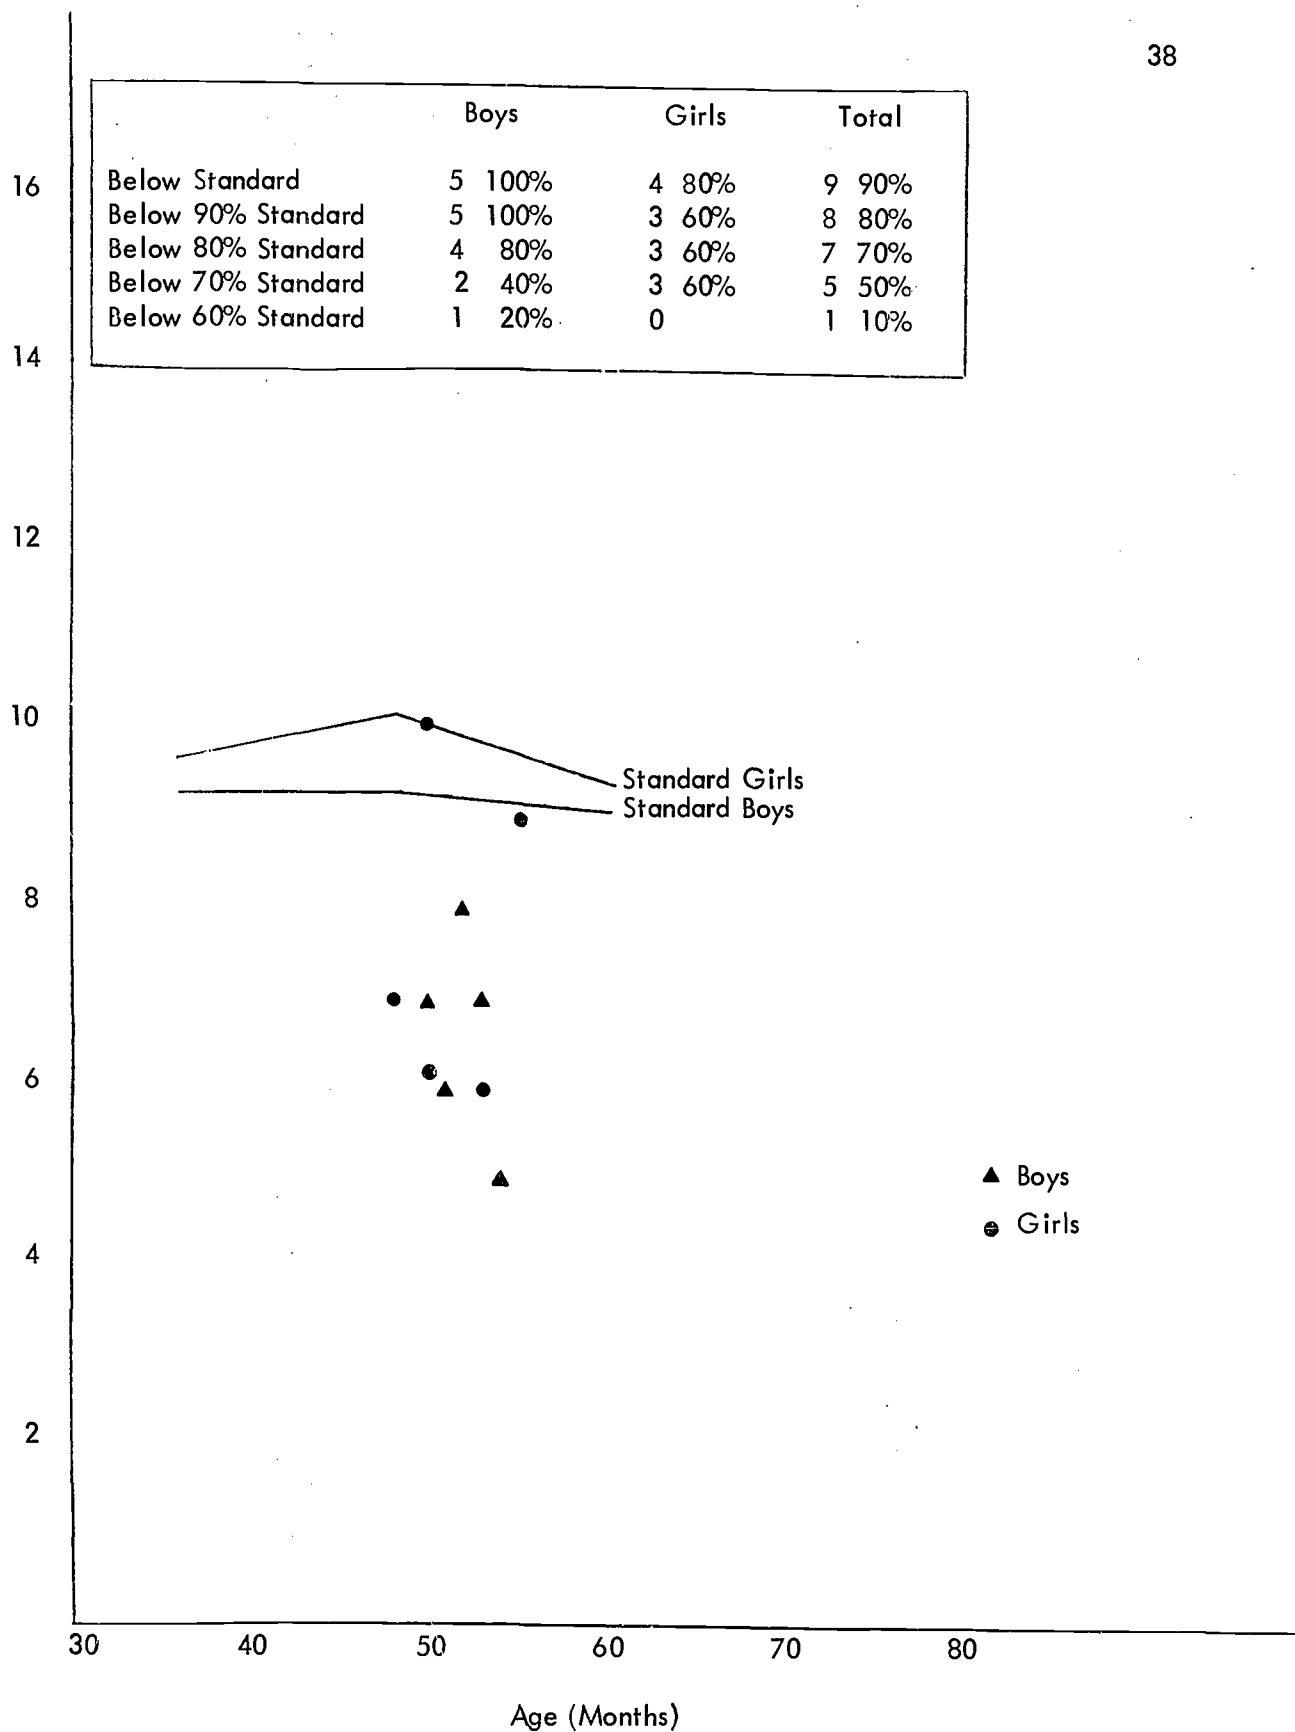 38
Boys Girls Total
Below Standard 5 100% 4 80% 9 90%
Below 90% Standard 5 100% 3 60% 8 80%
Below 80% Standard 4 80% 3 60% 7 70%
Below 70% Standard 2 40% 3 60% 5 50%
Below 60% Standard 1 20% 0 1 10%
16
14
12
10
8
6
4
2
Standard Girls
Standard Boys
Boys
Girls
30 40 50 60 70 80
Age (Months)